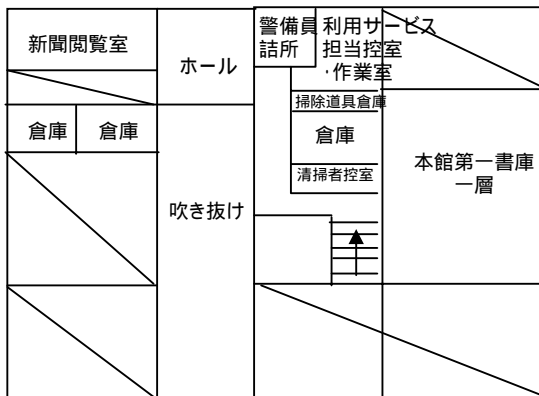 新聞閲覧室
ホール
警備員
詰所
利用サービス
担当控室
・作業室
掃除道具倉庫
倉庫
倉庫
倉庫
清掃者控室
本館第一書庫
一層
吹き抜け